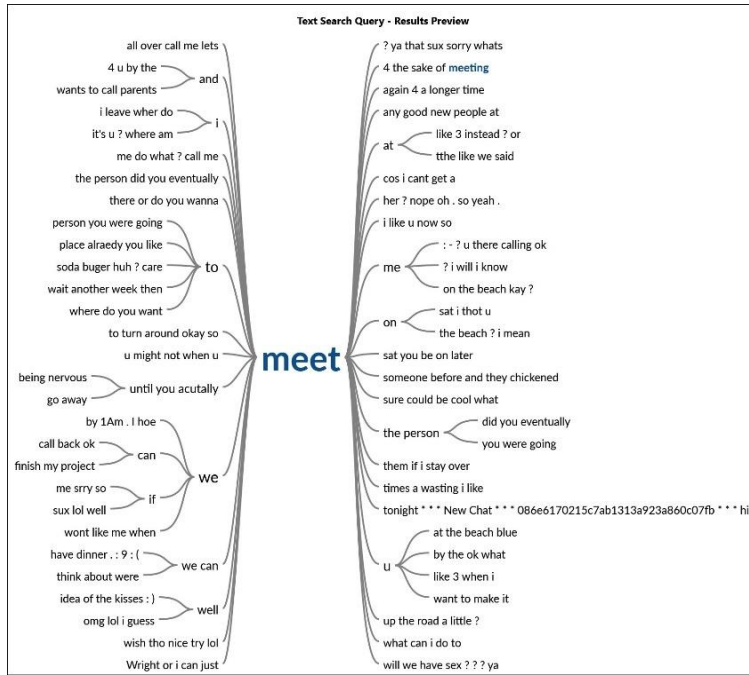 Text Search Query - Results Preview
all over call me lets
4 u by the
wants to call parents
and
i leave wher do
it's u ? where am
i
me do what ? call me
the person did you eventually
there or do you wanna
person you were going
place alraedy you like
soda buger huh ? care
wait another week then
where do you want
to
to turn around okay so
u might not when u
being nervous
go away
until you acutally
by 1Am . I hoe
call back ok
finish my project
can
me srry so
sux lol well
if
wont like me when
we
have dinner . : 9 : (
think about were
we can
idea of the kisses : )
omg lol i guess
well
wish tho nice try lol
Wright or i can just
meet
? ya that sux sorry whats
4 the sake of meeting
again 4 a longer time
any good new people at
at
like 3 instead ? or
tthe like we said
cos i cant get a
her ? nope oh . so yeah .
i like u now so
me
: - ? u there calling ok
? i will i know
on the beach kay ?
on
sat i thot u
the beach ? i mean
sat you be on later
someone before and they chickened
sure could be cool what
the person
did you eventually
you were going
them if i stay over
times a wasting i like
tonight * * * New Chat * * * 086e6170215c7ab1313a923a860c07fb * * * hi
u
at the beach blue
by the ok what
like 3 when i
want to make it
up the road a little ?
what can i do to
will we have sex ? ? ? ya